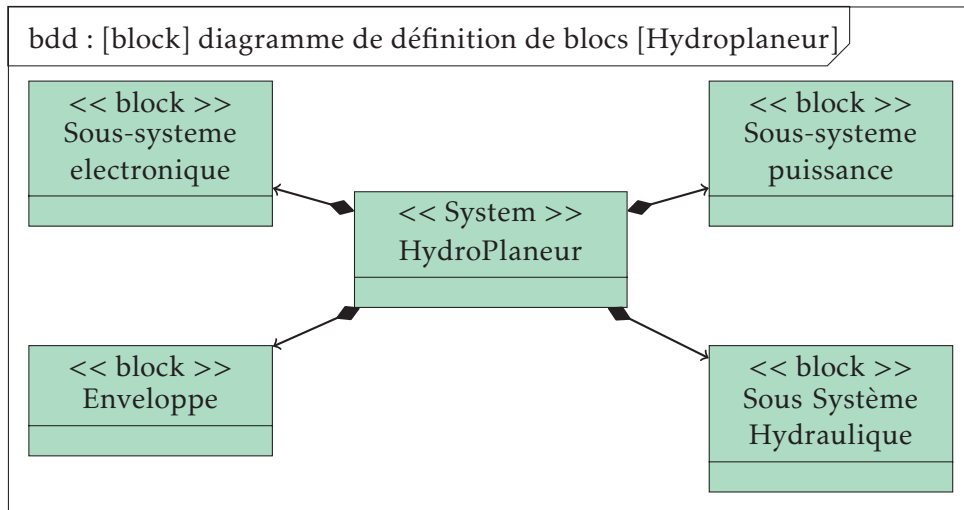 bdd : [block] diagramme de définition de blocs [Hydroplaneur]
<< block >>
Sous-systeme
electronique
<< block >>
Sous-systeme
puissance
<< System >>
HydroPlaneur
<< block >>
Enveloppe
<< block >>
Sous Système
Hydraulique